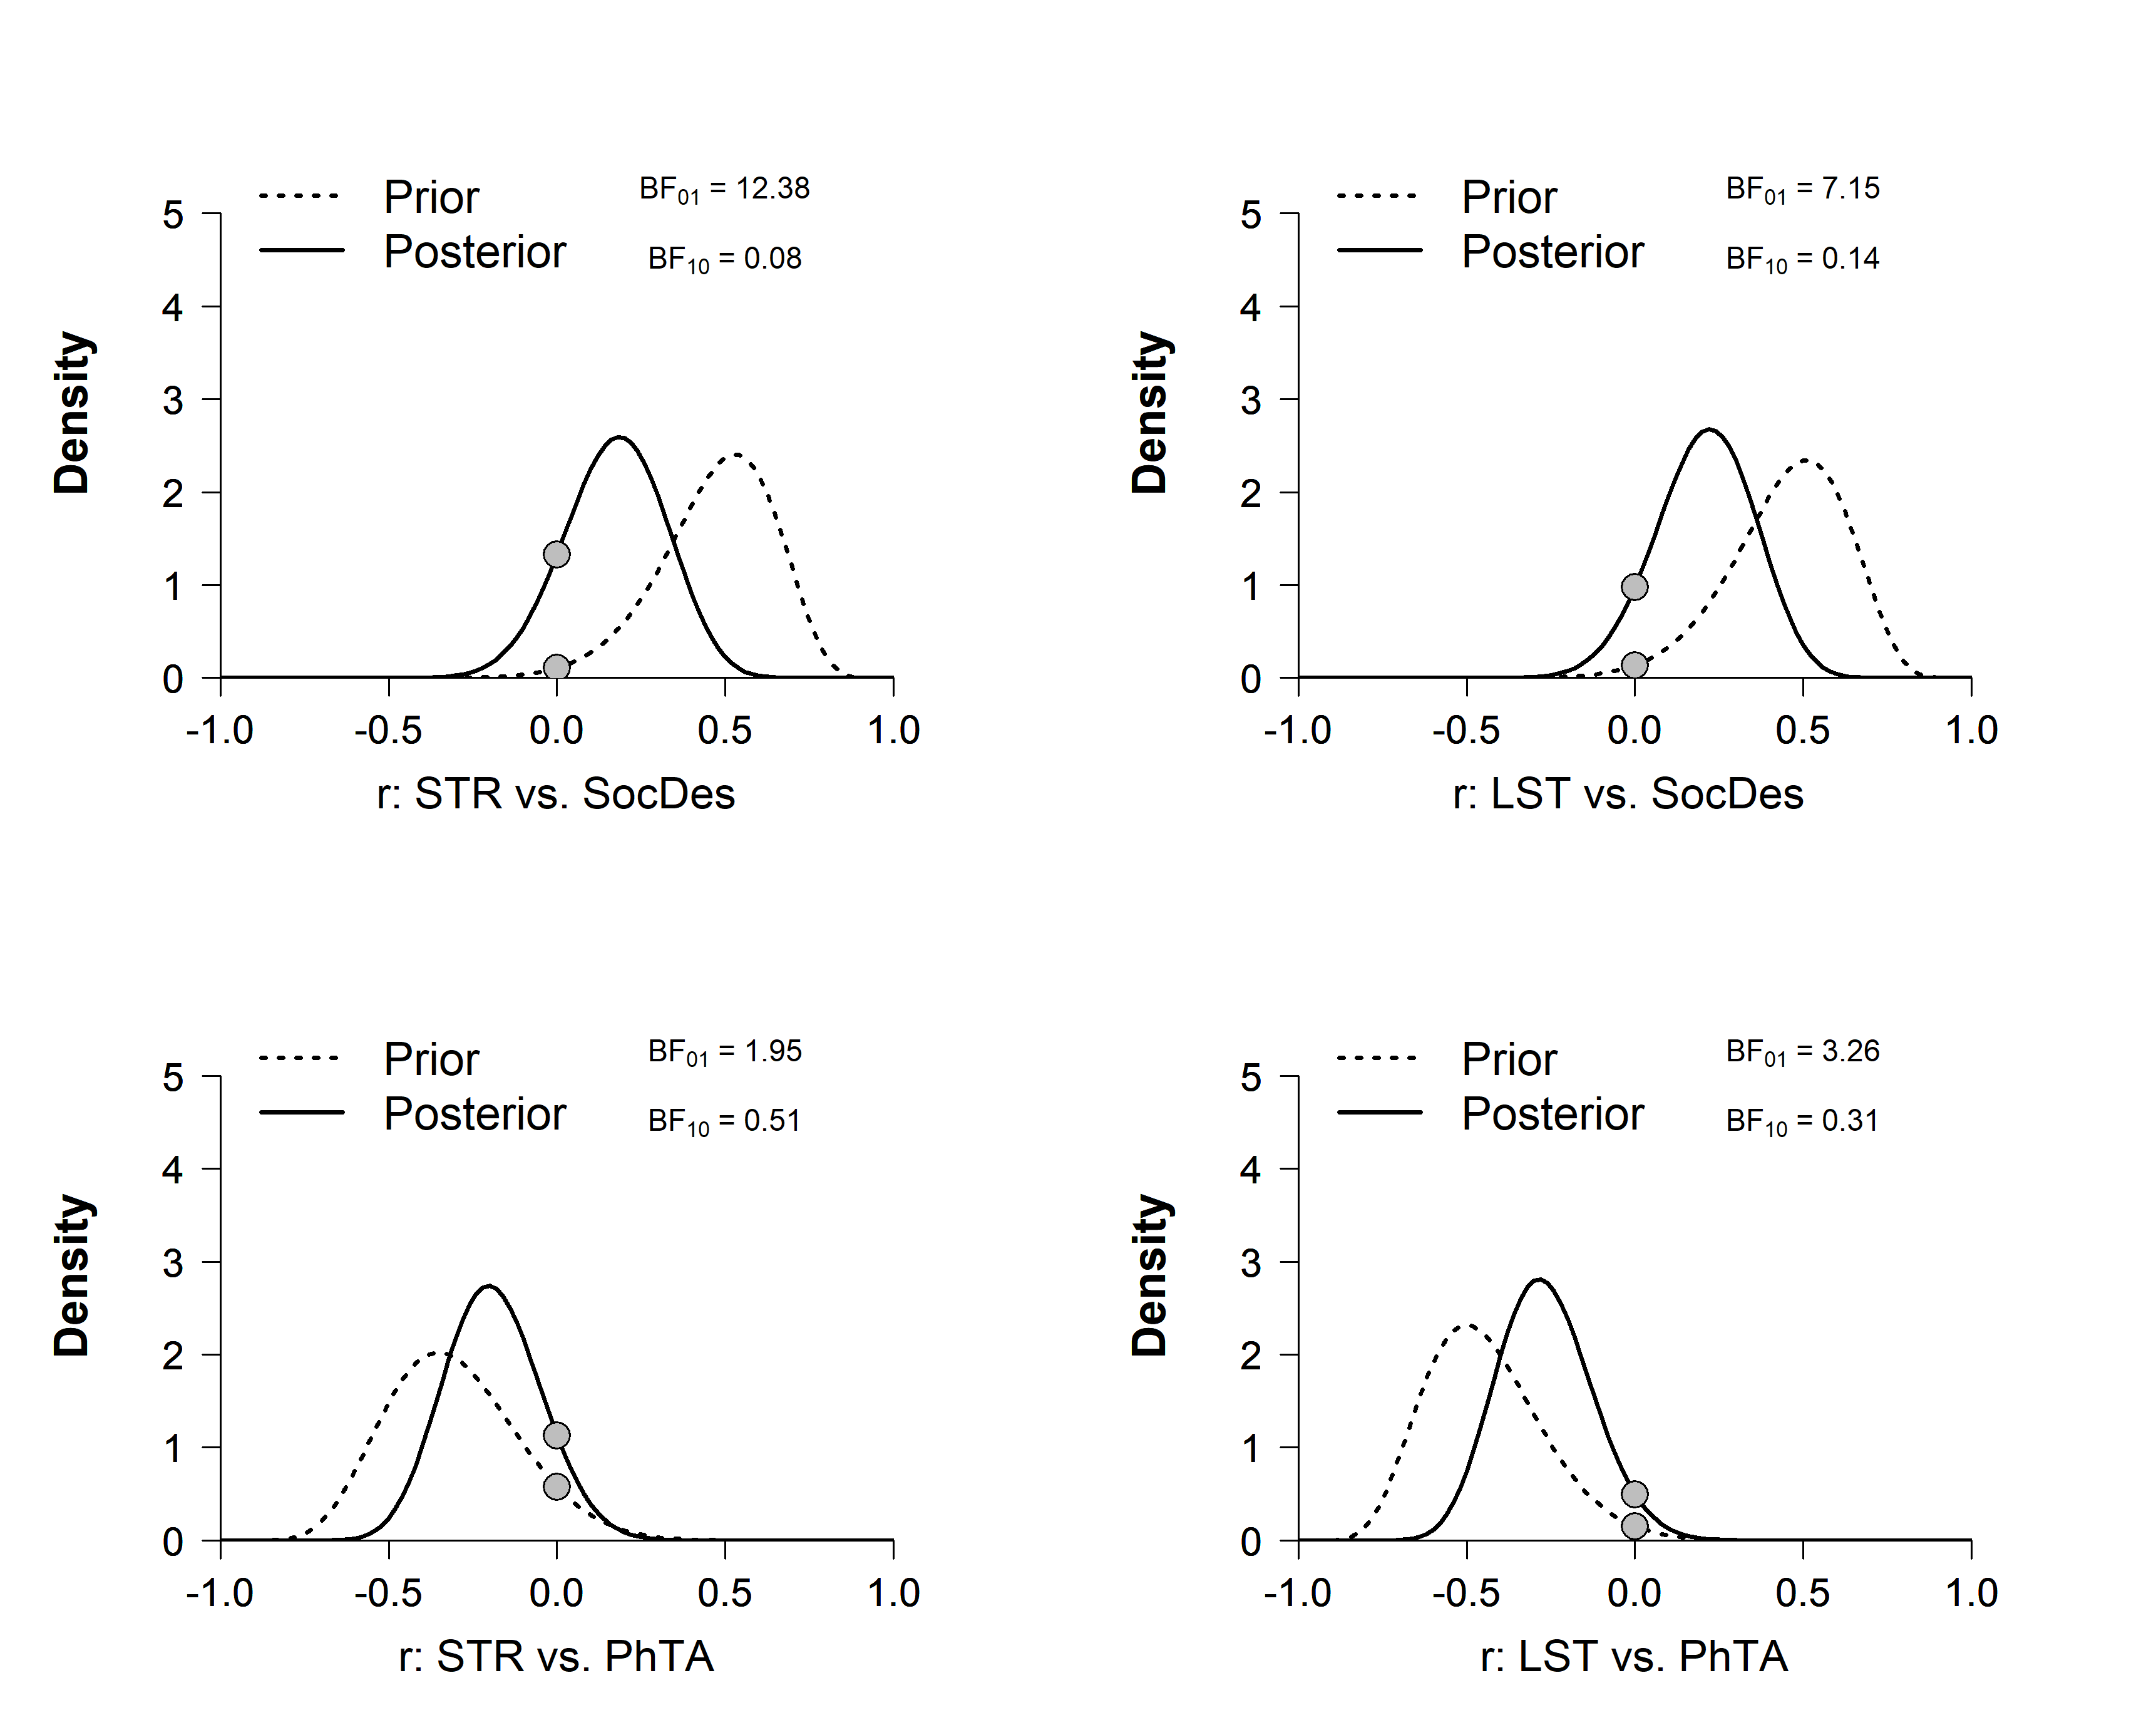 Prior
BF01 = 12.38
Posterior
BF10 = 0.08
5
4
3
2
1
0
Density
-1.0 -0.5 0.0 0.5 1.0
r: STR vs. SocDes
Prior
BF01 = 7.15
Posterior
BF10 = 0.14
5
4
3
2
1
0
Density
-1.0 -0.5 0.0 0.5 1.0
r: LST vs. SocDes
Prior
BF01 = 1.95
Posterior
BF10 = 0.51
5
4
3
2
1
0
Density
-1.0 -0.5 0.0 0.5 1.0
r: STR vs. PhTA
Prior
BF01 = 3.26
Posterior
BF10 = 0.31
5
4
3
2
1
0
Density
-1.0 -0.5 0.0 0.5 1.0
r: LST vs. PhTA